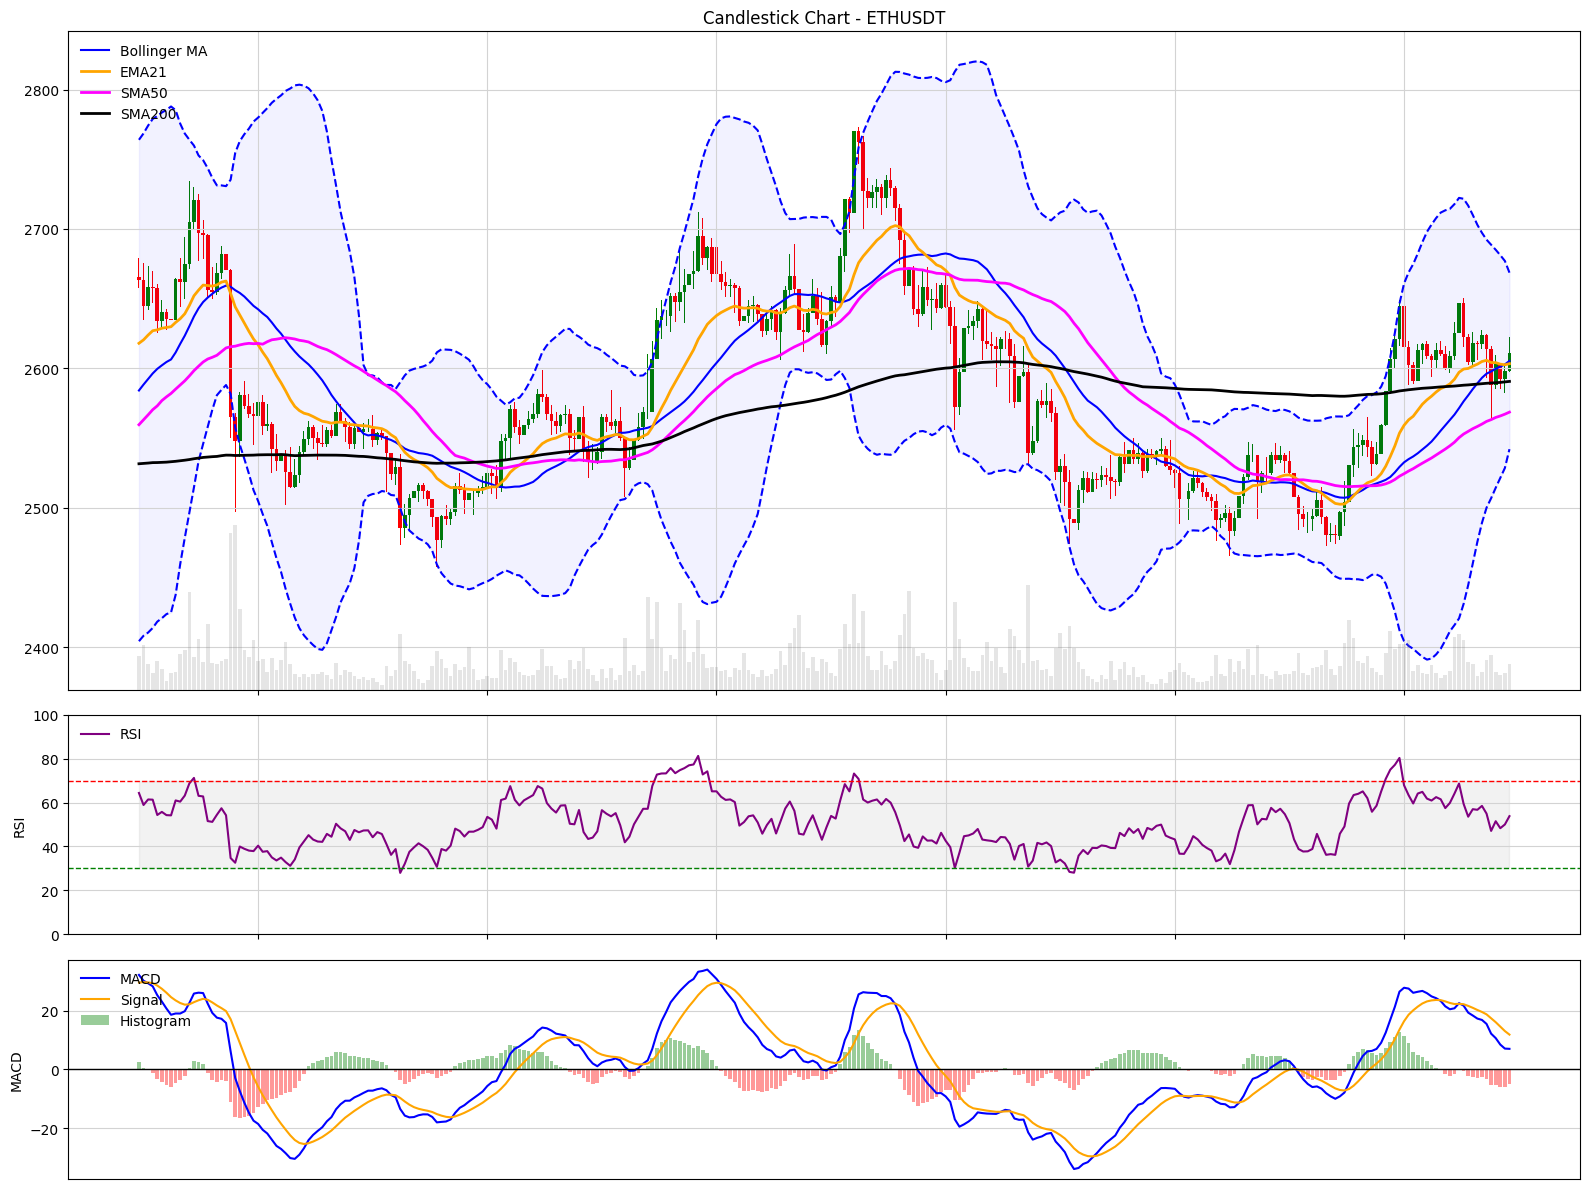 Candlestick Chart - ETHUSDT
Bollinger MA
EMA21
SMA50
SMA200
2800
2700
2600
2500
2400
RSI
100
80
60
40
20
0
RSI
MACD
Signal
Histogram
20
0
−20
MACD